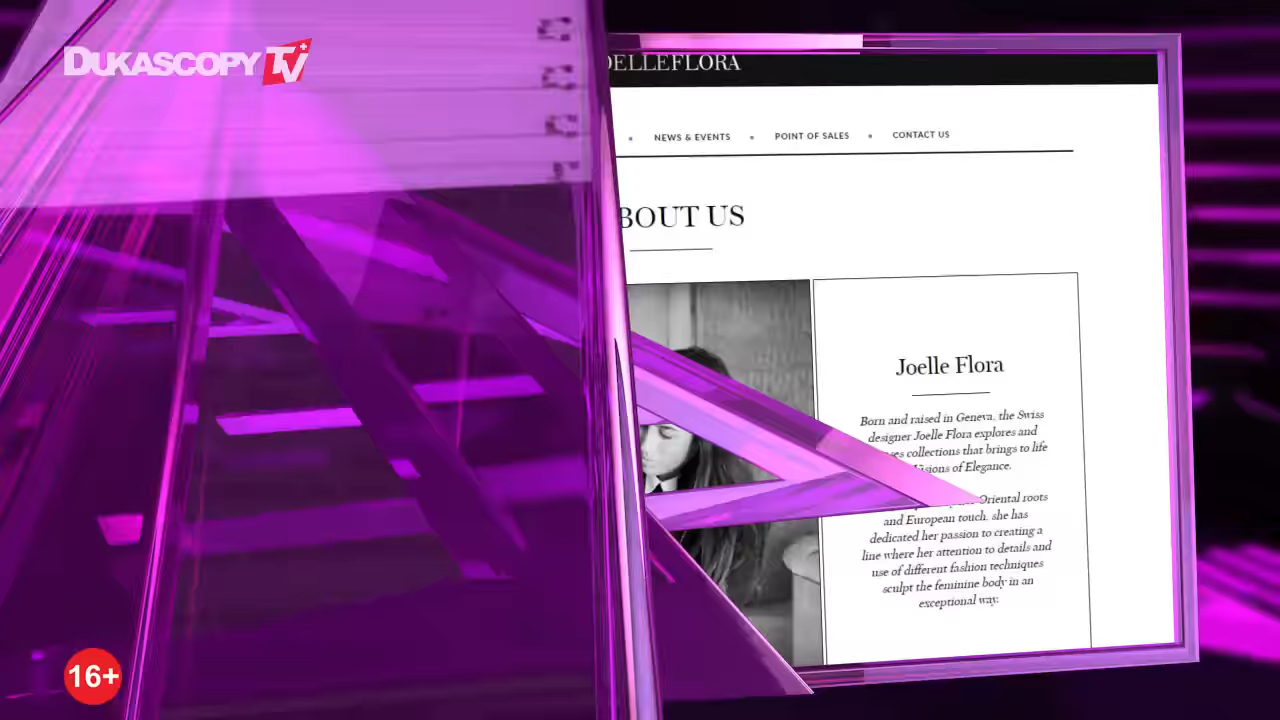 DUKASCOPY TV
OELLEFLORA
NEWS & EVENTS
POINT OF SALES
CONTACT US
BOUT US
Joelle Flora
Born and raised in Geneva, the Swiss
designer Joelle Flora explores and
collections that brings to life
Visions of Elegance.
Oriental roots
and European touch, she has
dedicated her passion to creating a
line where her attention to details and
use of different fashion techniques
sculpt the feminine body in an
exceptional way.
16+